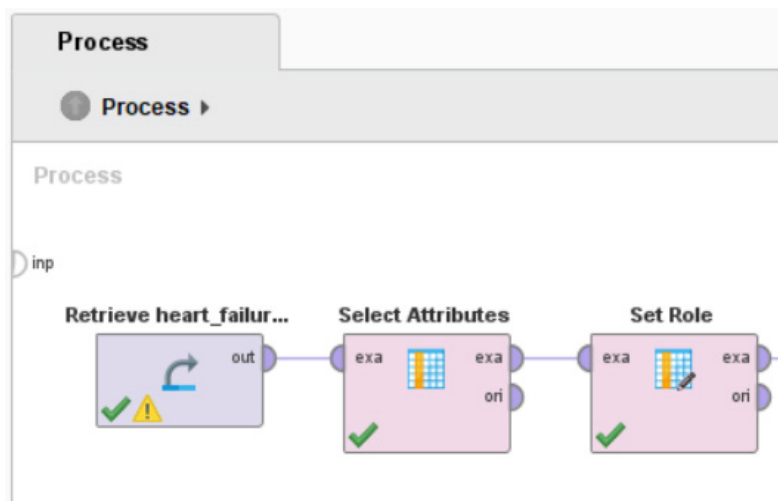 Process
Process
Process
inp
Retrieve heart_failur...
Select Attributes
Set Role
out
exa
exa
ori
exa
exa
ori